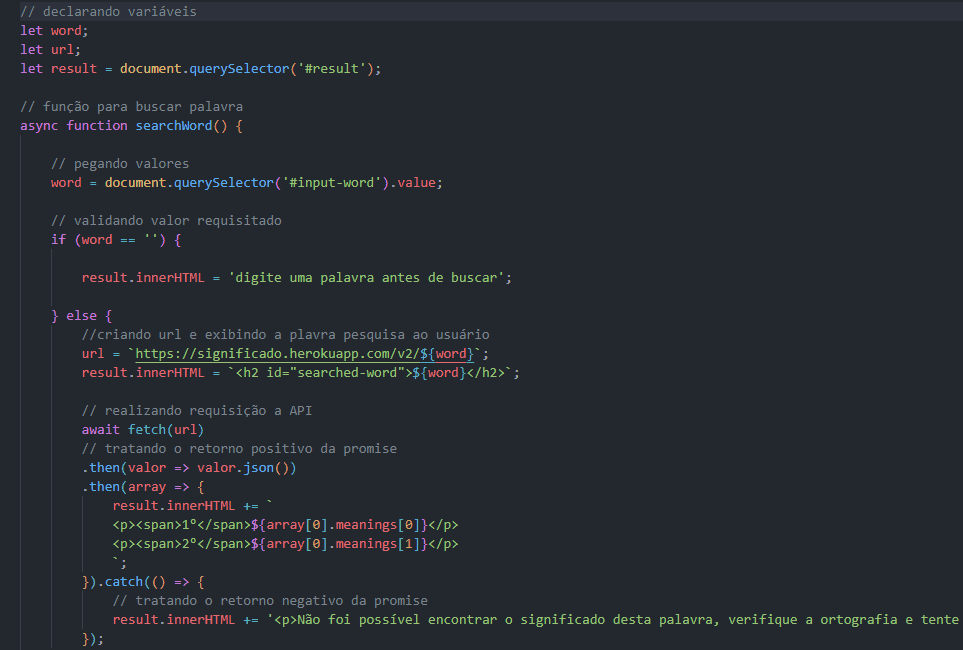 // declarando variáveis
let word;
let url;
let result = document.querySelector('#result');
// função para buscar palavra
async function searchWord() {
// pegando valores
word = document.querySelector('#input-word').value;
// validando valor requisitado
if (word == '') {
result.innerHTML = 'digite uma palavra antes de buscar';
} else {
//criando url e exibindo a plavra pesquisa ao usuário
url = `https://significado.herokuapp.com/v2/${word}`;
result.innerHTML = `<h2 id="searched-word">${word}</h2>`;
// realizando requisição a API
await fetch(url)
// tratando o retorno positivo da promise
.then(valor => valor.json())
.then(array => {
result.innerHTML += `
<p><span>1º</span>${array[0].meanings[0]}</p>
<p><span>2º</span>${array[0].meanings[1]}</p>
`;
}).catch(() => {
// tratando o retorno negativo da promise
result.innerHTML += '<p>Não foi possível encontrar o significado desta palavra, verifique a ortografia e tente
});